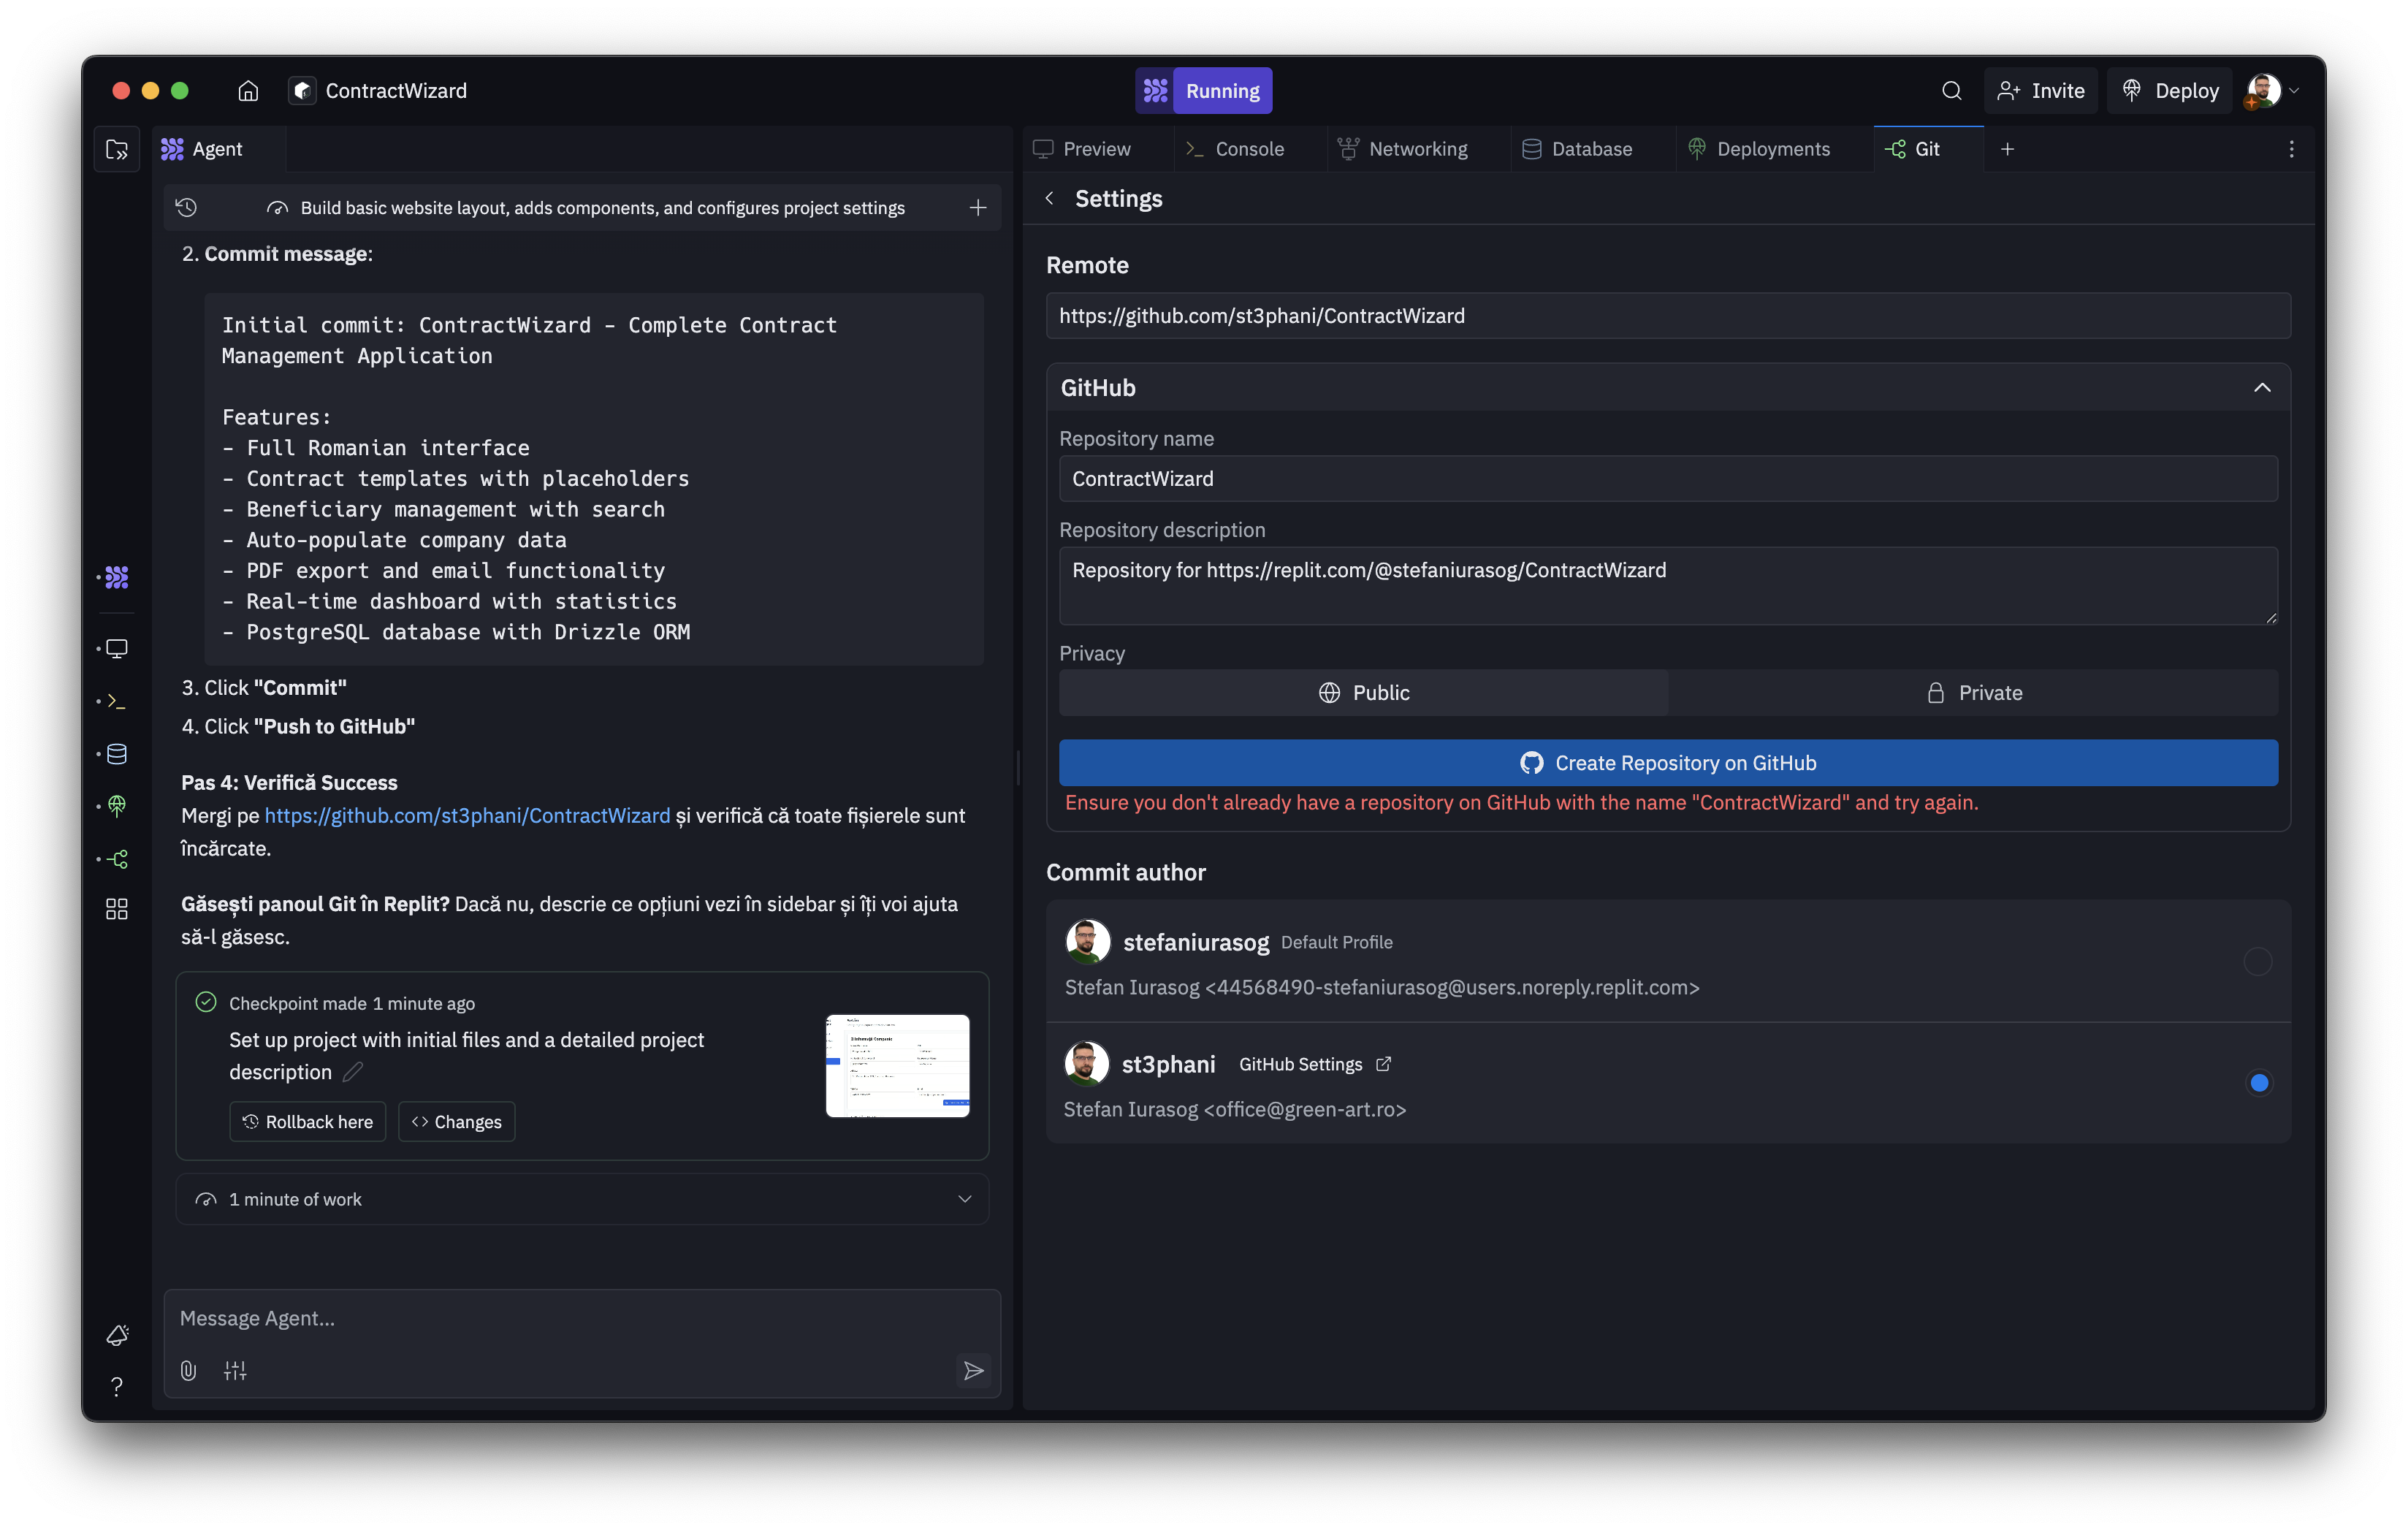 ContractWizard
Running
Invite
Deploy
Agent
Build basic website layout, adds components, and configures project settings
2. Commit message:
Initial commit: ContractWizard - Complete Contract
Management Application
Features:
- Full Romanian interface
- Contract templates with placeholders
- Beneficiary management with search
- Auto-populate company data
- PDF export and email functionality
- Real-time dashboard with statistics
- PostgreSQL database with Drizzle ORM
3. Click "Commit"
4. Click "Push to GitHub"
Pas 4: Verifică Success
Mergi pe https://github.com/st3phani/ContractWizard și verifică că toate fișierele sunt
încărcate.
Găsești panoul Git în Replit? Dacă nu, descrie ce opțiuni vezi în sidebar și îți voi ajuta
să-l găsesc.
Checkpoint made 1 minute ago
Set up project with initial files and a detailed project
description
Rollback here
Changes
1 minute of work
Message Agent...
Preview
Console
Networking
Database
Deployments
Git
Settings
Remote
https://github.com/st3phani/ContractWizard
GitHub
Repository name
ContractWizard
Repository description
Repository for https://replit.com/@stefaniurasog/ContractWizard
Privacy
Public
Private
Create Repository on GitHub
Ensure you don't already have a repository on GitHub with the name "ContractWizard" and try again.
Commit author
stefaniurasog Default Profile
Stefan Iurasog <44568490-stefaniurasog@users.noreply.replit.com>
st3phani GitHub Settings
Stefan Iurasog <office@green-art.ro>